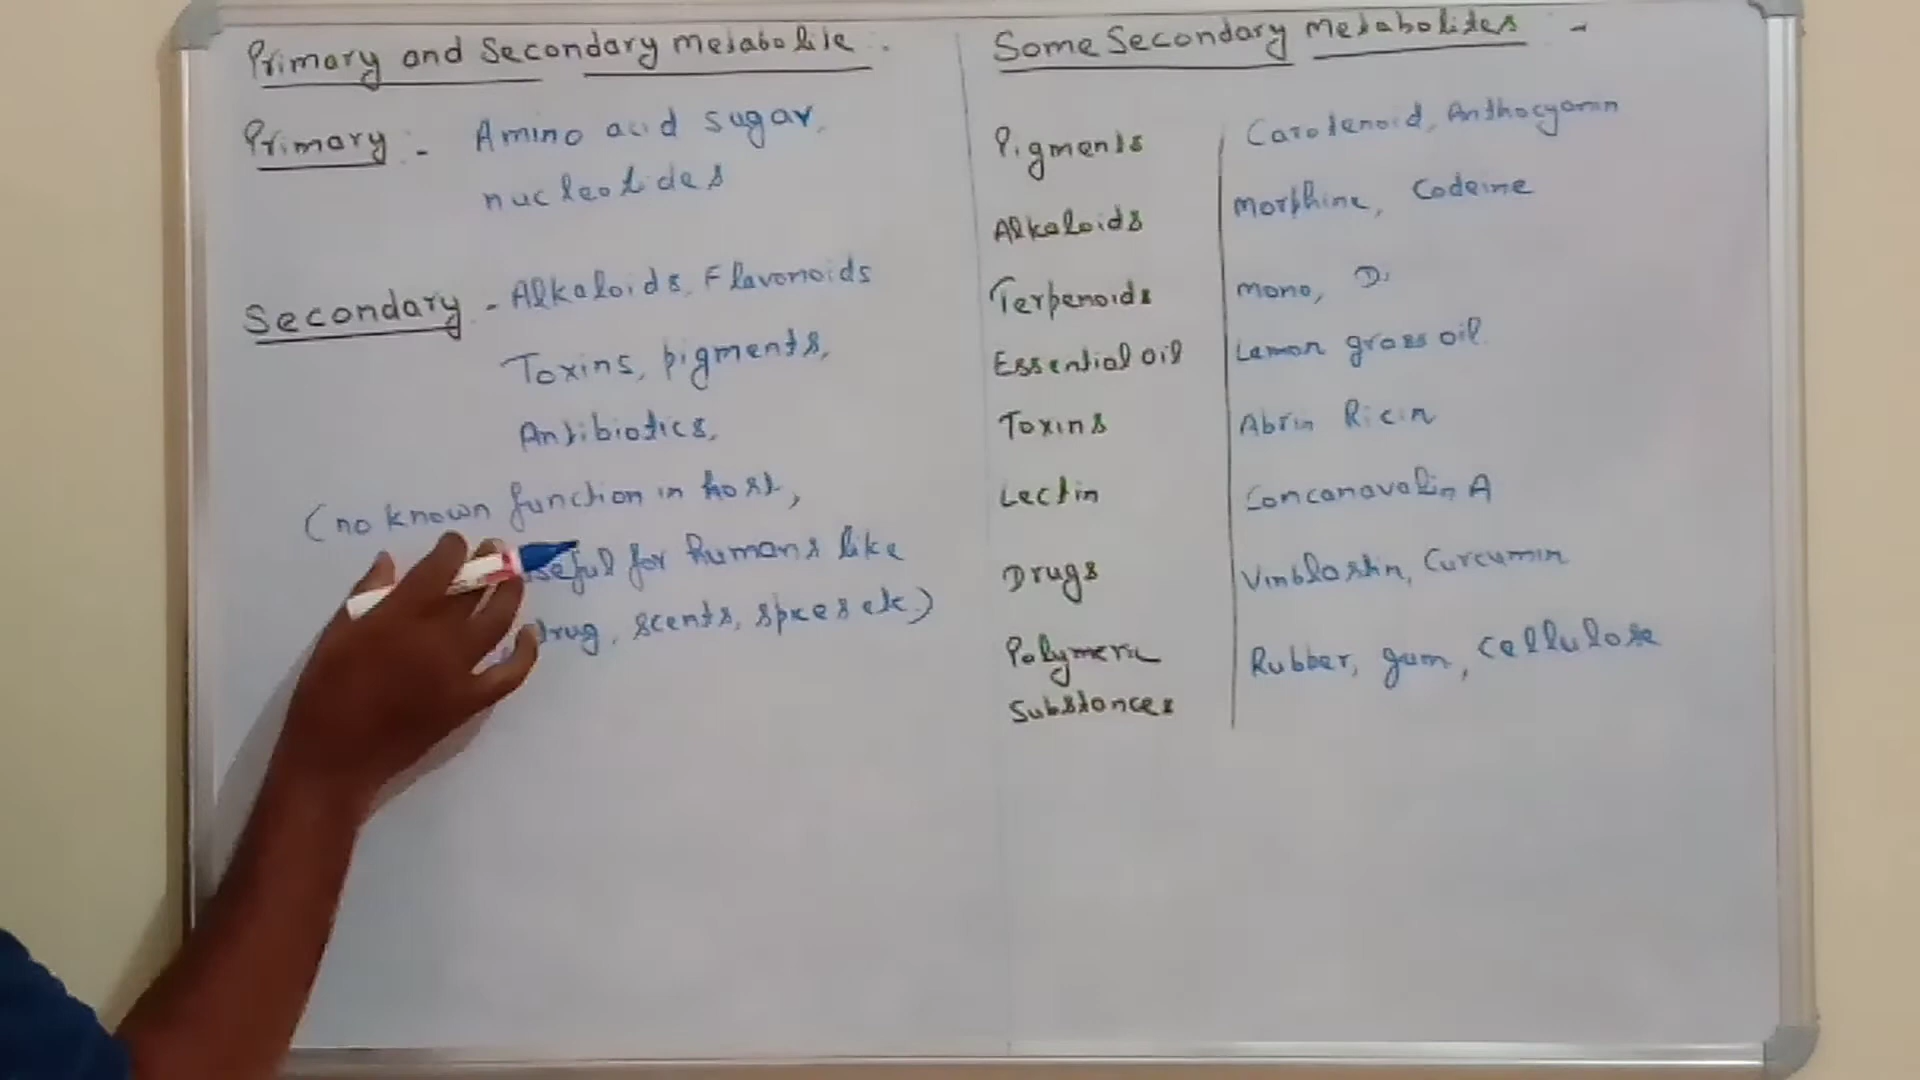 Primary and Secondary metabolite :
Primary :- Amino acid sugar,
nucleotides
Secondary - Alkaloids, Flavonoids
Toxins, pigments,
Antibiotics,
(no known function in host,
useful for humans like
drug, scents, spices etc.)
Some Secondary metabolites -
Pigments Carotenoid, Anthocyanin
Alkaloids Morphine, Codeine
Terpenoids mono, Di
Essential oil Lemon grass oil.
Toxins Abrin Ricin
Lectin Concanavalin A
Drugs Vinblastin, Curcumin
Polymeric Rubber, gum, cellulose
Substances